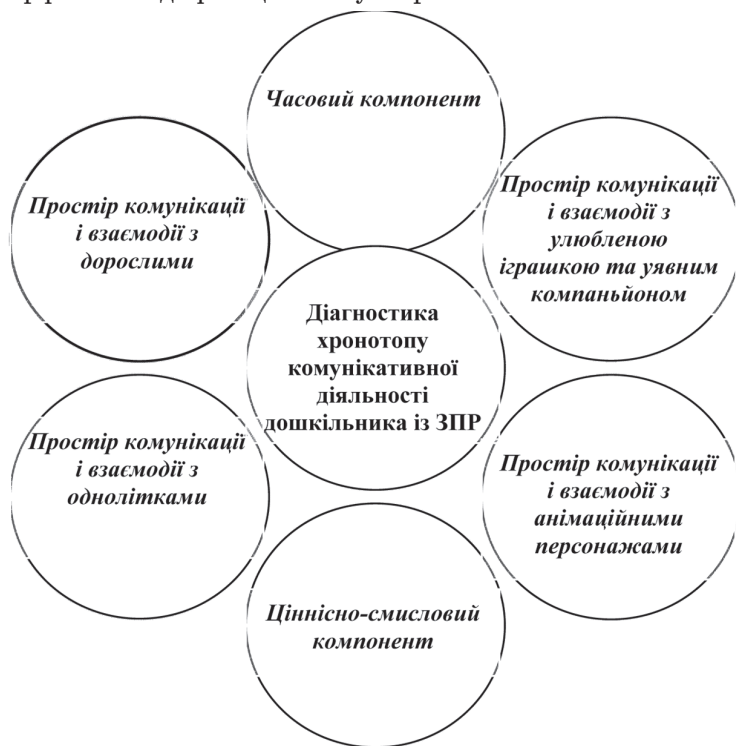 Часовий компонент
Простір комунікації
і взаємодії з
дорослими
Простір комунікації
і взаємодії з
улюбленою
іграшкою та уявним
компаньйоном
Діагностика
хронотопу
комунікативної
діяльності
дошкільника із ЗПР
Простір комунікації
і взаємодії з
однолітками
Простір комунікації
і взаємодії з
анімаційними
персонажами
Ціннісно-смисловий
компонент